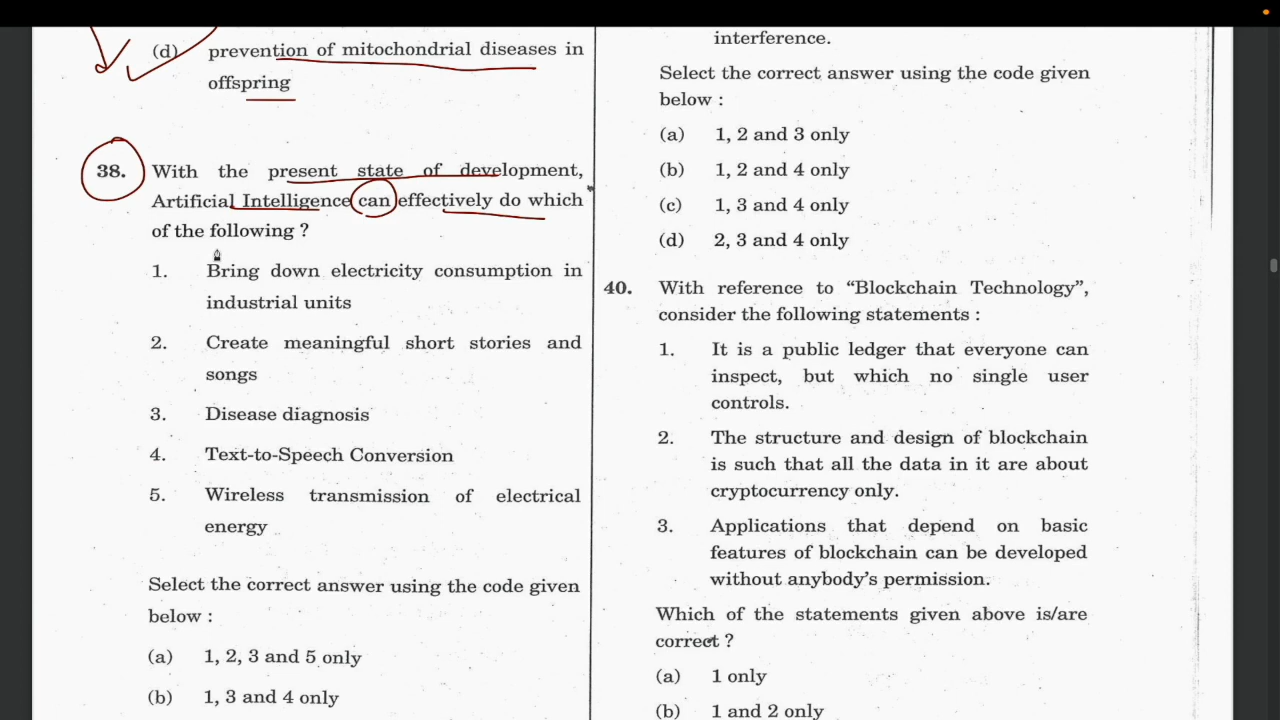 (d) prevention of mitochondrial diseases in
offspring
38. With the present state of development,
Artificial Intelligence can effectively do which
of the following ?
1. Bring down electricity consumption in
industrial units
2. Create meaningful short stories and
songs
3. Disease diagnosis
4. Text-to-Speech Conversion
5. Wireless transmission of electrical
energy
Select the correct answer using the code given
below :
(a) 1, 2, 3 and 5 only
(b) 1, 3 and 4 only
interference.
Select the correct answer using the code given
below :
(a) 1, 2 and 3 only
(b) 1, 2 and 4 only
(c) 1, 3 and 4 only
(d) 2, 3 and 4 only
40. With reference to “Blockchain Technology”,
consider the following statements :
1. It is a public ledger that everyone can
inspect, but which no single user
controls.
2. The structure and design of blockchain
is such that all the data in it are about
cryptocurrency only.
3. Applications that depend on basic
features of blockchain can be developed
without anybody’s permission.
Which of the statements given above is/are
correct ?
(a) 1 only
(b) 1 and 2 only